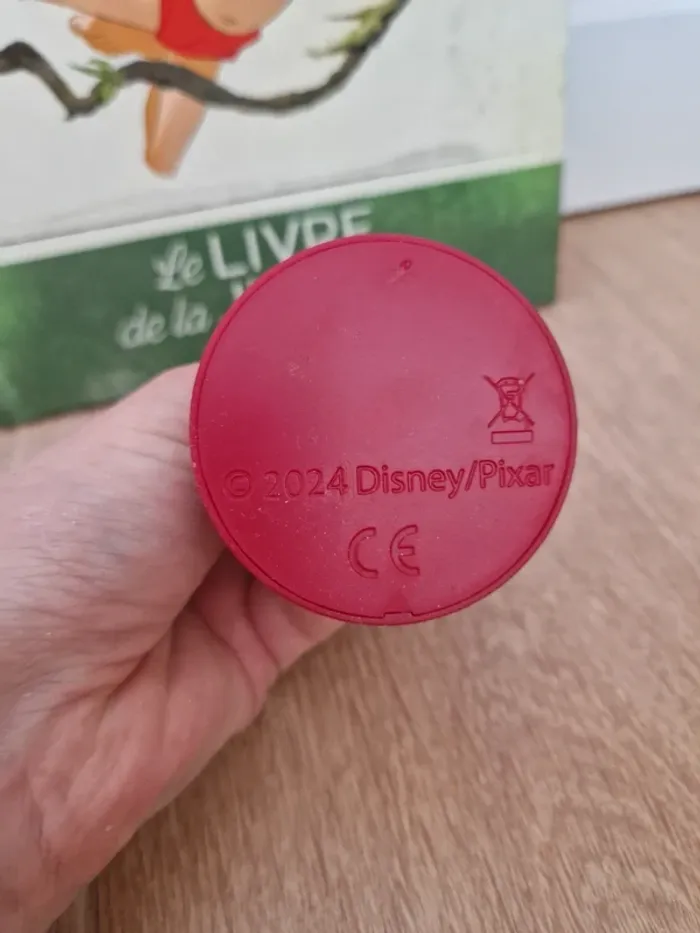 Le LIVRE
de la
© 2024 Disney/Pixar
CE